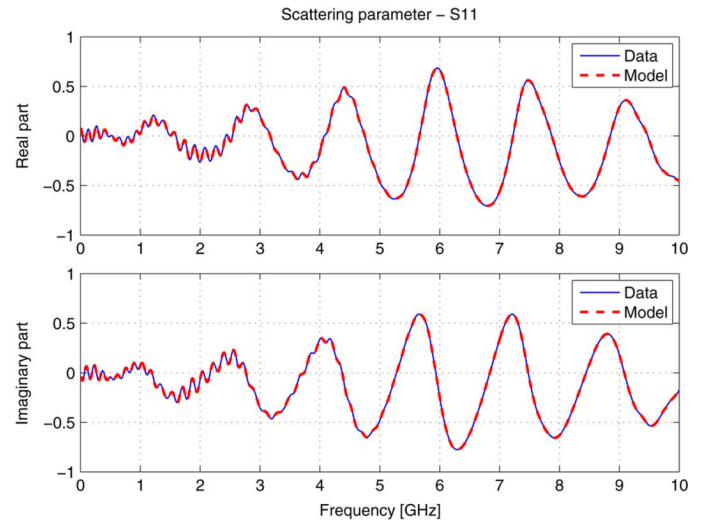 Scattering parameter − S11
1
0.5
0
−0.5
−1
Real part
Data
Model
0 1 2 3 4 5 6 7 8 9 10
1
0.5
0
−0.5
−1
Imaginary part
Data
Model
0 1 2 3 4 5 6 7 8 9 10
Frequency [GHz]